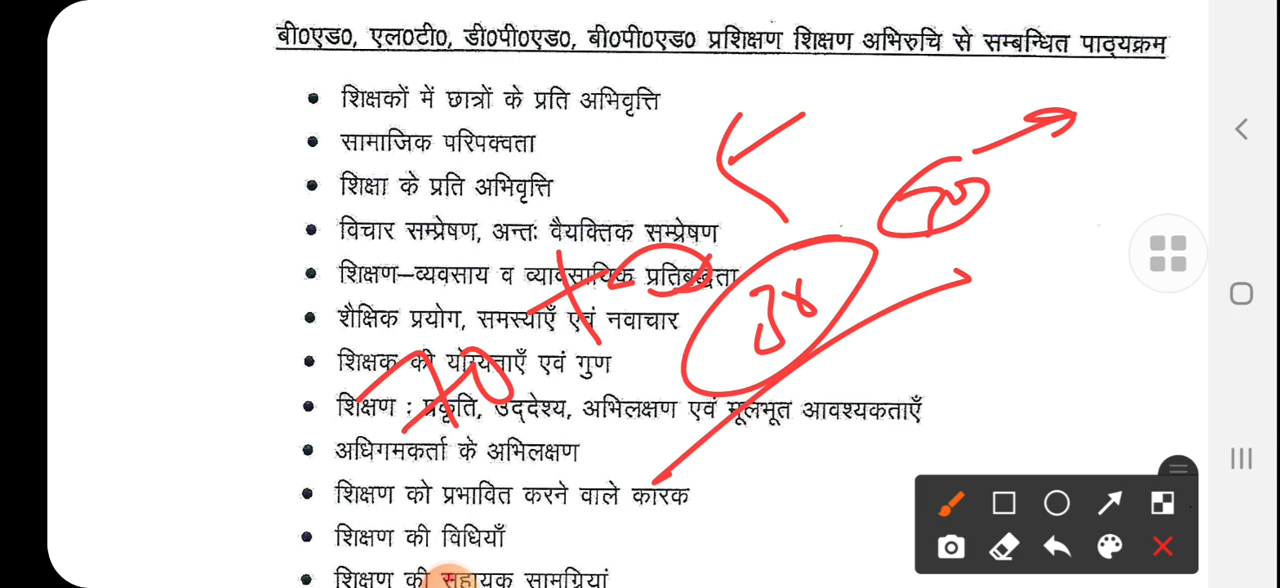 बी0एड0, एल0टी0, डी0पी0एड0, बी0पी0एड0 प्रशिक्षण शिक्षण अभिरुचि से सम्बन्धित पाठ्यक्रम
• शिक्षकों में छात्रों के प्रति अभिवृत्ति
• सामाजिक परिपक्वता
• शिक्षा के प्रति अभिवृत्ति
• विचार सम्प्रेषण, अन्तः वैयक्तिक सम्प्रेषण
• शिक्षण–व्यवसाय व व्यावसायिक प्रतिबद्धता
• शैक्षिक प्रयोग, समस्याएँ एवं नवाचार
• शिक्षक की योग्यताएँ एवं गुण
• शिक्षण : प्रकृति, उद्देश्य, अभिलक्षण एवं मूलभूत आवश्यकताएँ
• अधिगमकर्ता के अभिलक्षण
• शिक्षण को प्रभावित करने वाले कारक
• शिक्षण की विधियाँ
• शिक्षण की सहायक सामग्रियां